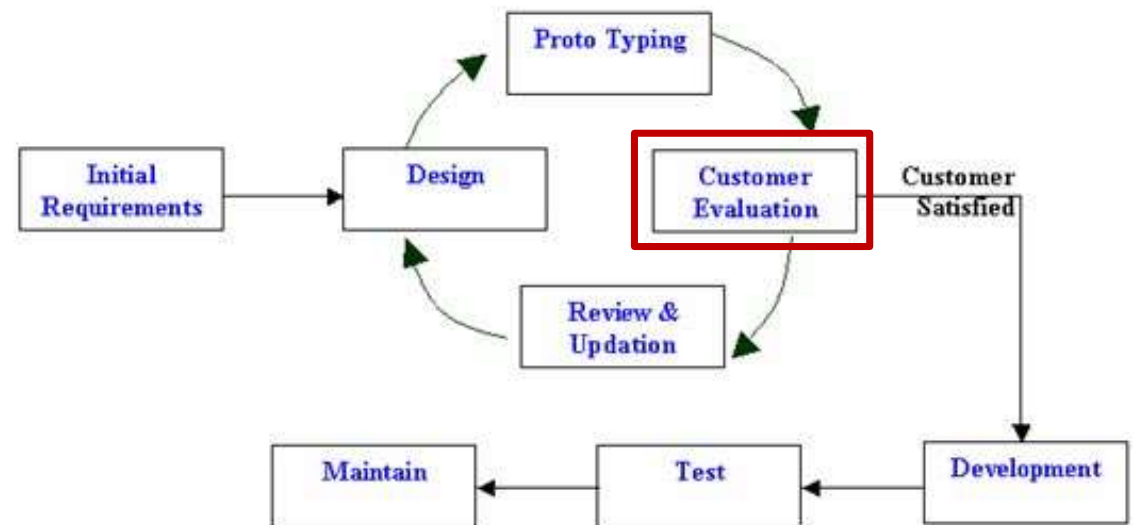 Proto Typing
Initial
Requirements
Design
Customer
Evaluation
Customer
Satisfied
Review &
Updation
Maintain
Test
Development